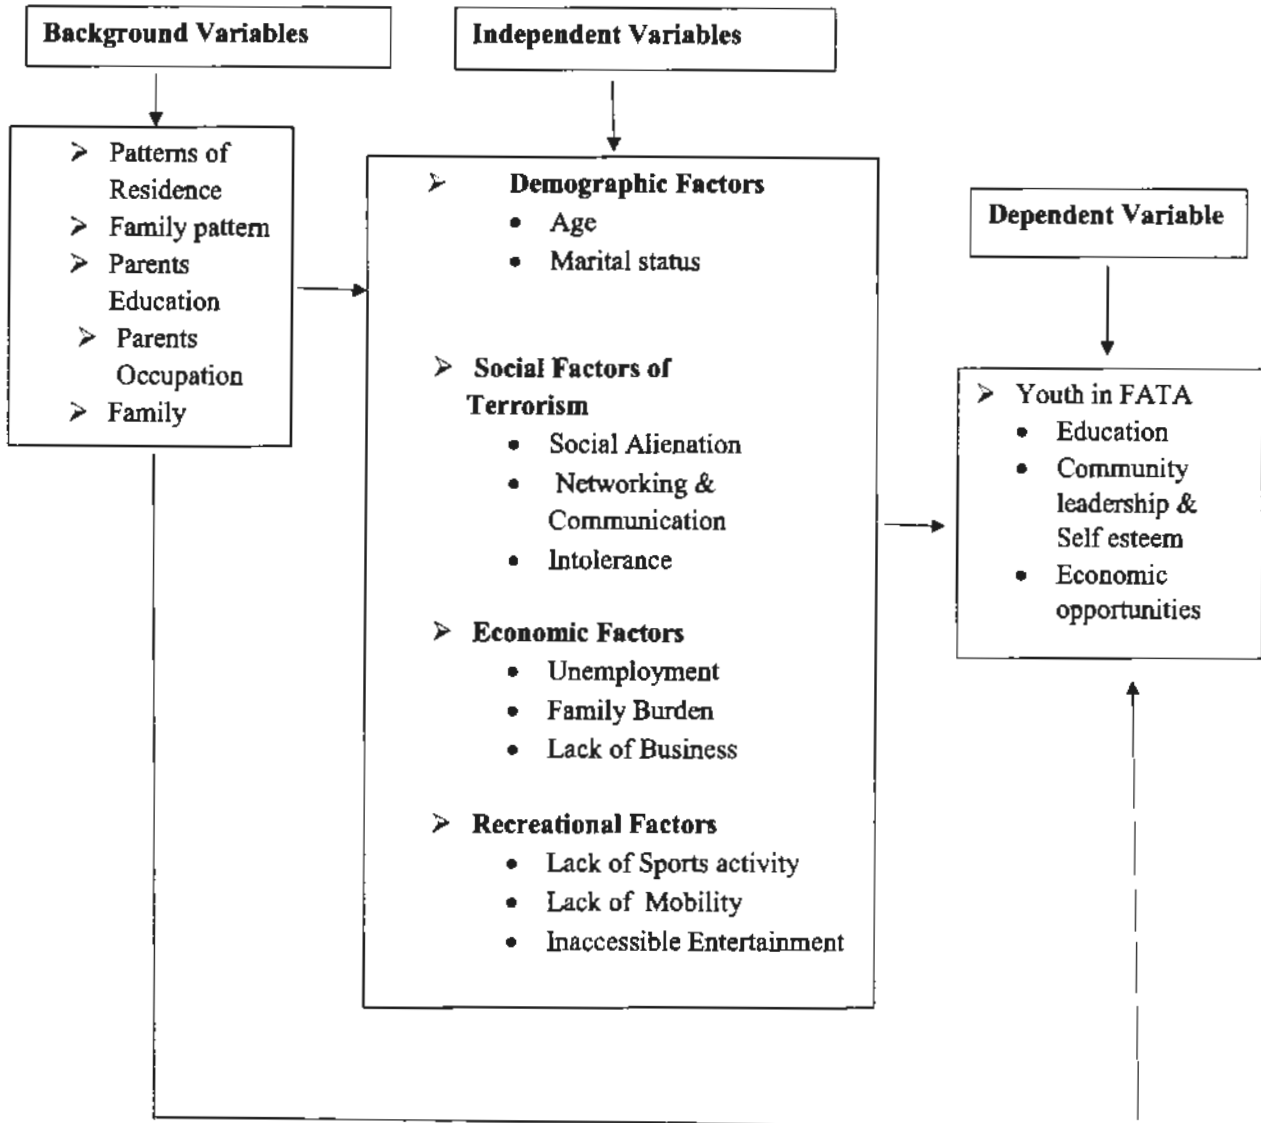 Background Variables
Independent Variables
➢ Patterns of
Residence
➢ Family pattern
➢ Parents
Education
➢ Parents
Occupation
➢ Family
➢ Demographic Factors
• Age
• Marital status
➢ Social Factors of
Terrorism
• Social Alienation
• Networking &
Communication
• Intolerance
➢ Economic Factors
• Unemployment
• Family Burden
• Lack of Business
➢ Recreational Factors
• Lack of Sports activity
• Lack of Mobility
• Inaccessible Entertainment
Dependent Variable
➢ Youth in FATA
• Education
• Community
leadership &
Self esteem
• Economic
opportunities